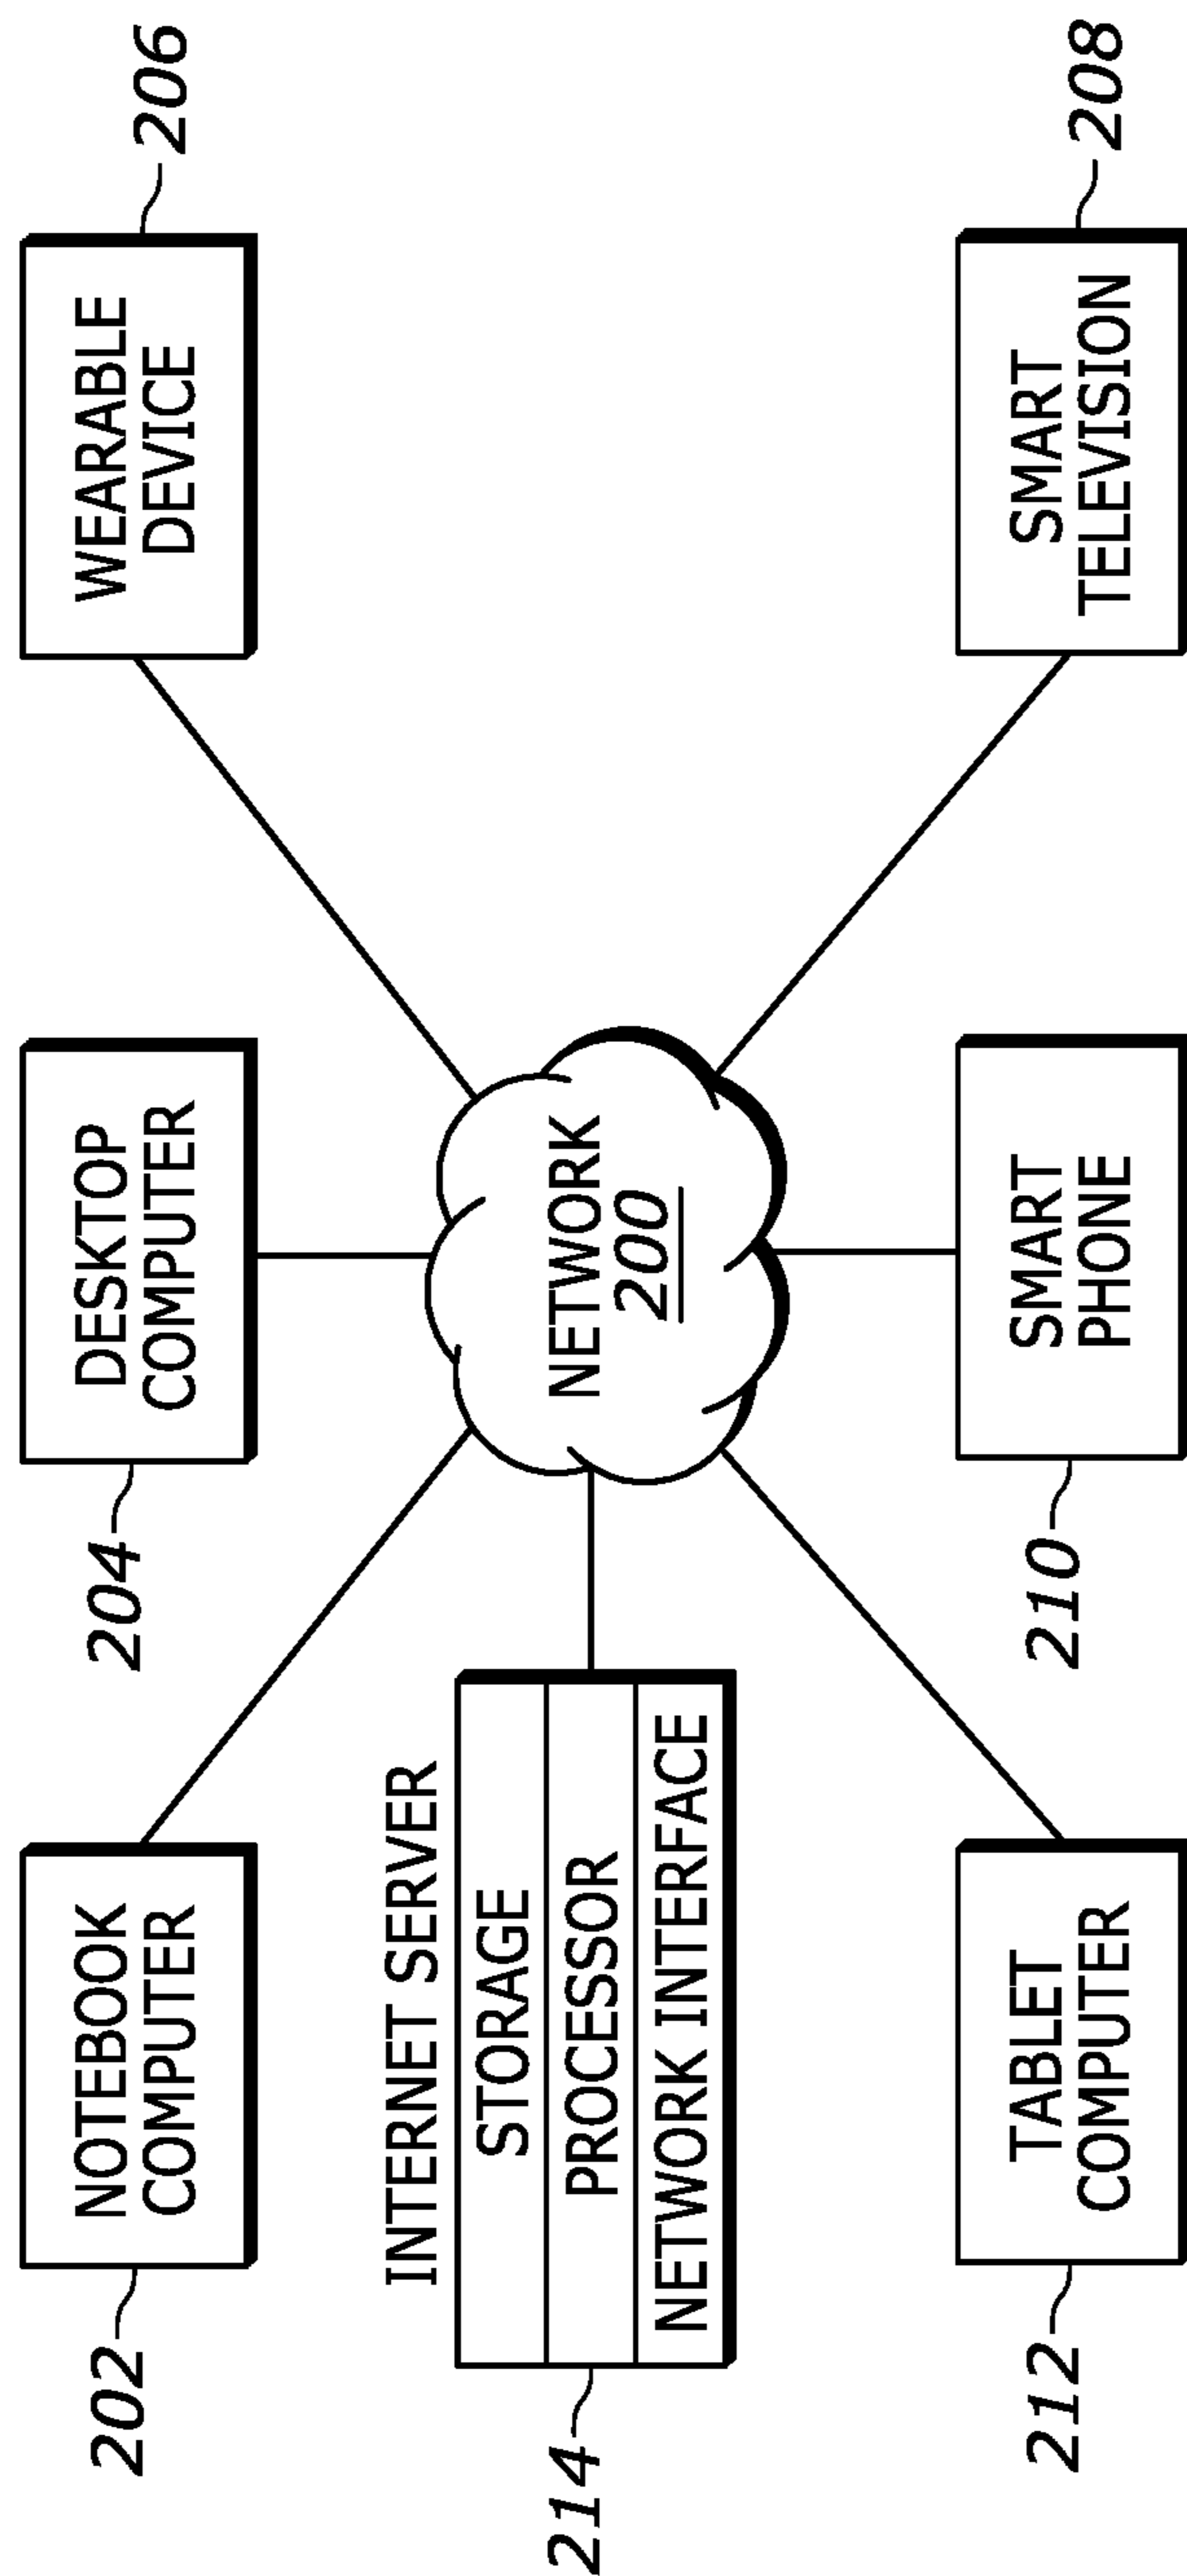 202
NOTEBOOK
COMPUTER
204
DESKTOP
COMPUTER
WEARABLE
DEVICE
206
INTERNET SERVER
214
STORAGE
PROCESSOR
NETWORK INTERFACE
NETWORK
200
212
TABLET
COMPUTER
210
SMART
PHONE
SMART
TELEVISION
208